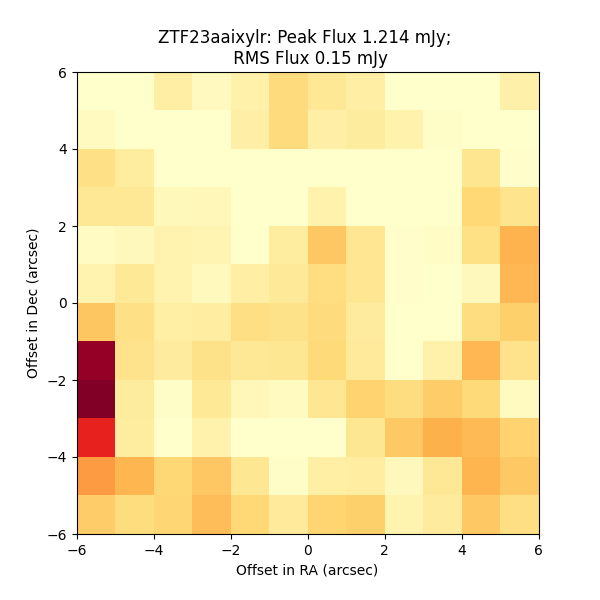 ZTF23aaixylr: Peak Flux 1.214 mJy;
RMS Flux 0.15 mJy
6
4
2
0
−2
−4
−6
Offset in Dec (arcsec)
−6 −4 −2 0 2 4 6
Offset in RA (arcsec)